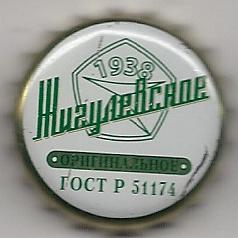 1938
Жигулевское
• ОРИГИНАЛЬНОЕ •
ГОСТ Р 51174